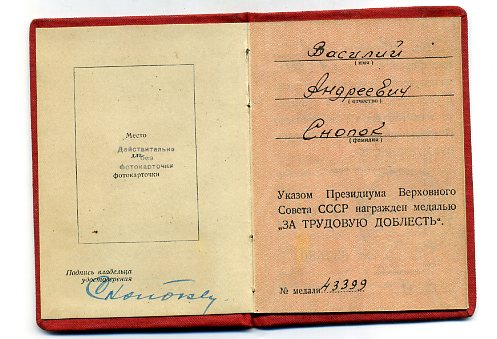 Место
Действительно
для
без
фотокарточки
фотокарточки
Подпись владельца
удостоверения
Василий
(имя)
Андреевич
(отчество)
Снопок
(фамилия)
Указом Президиума Верховного
Совета СССР награжден медалью
„ЗА ТРУДОВУЮ ДОБЛЕСТЬ“.
№ медали 43399